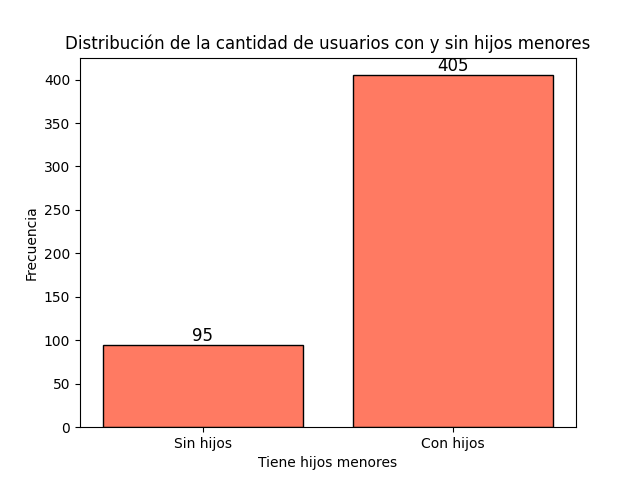 Distribución de la cantidad de usuarios con y sin hijos menores
405
400
350
300
250
200
150
100
50
0
95
Frecuencia
Sin hijos
Con hijos
Tiene hijos menores